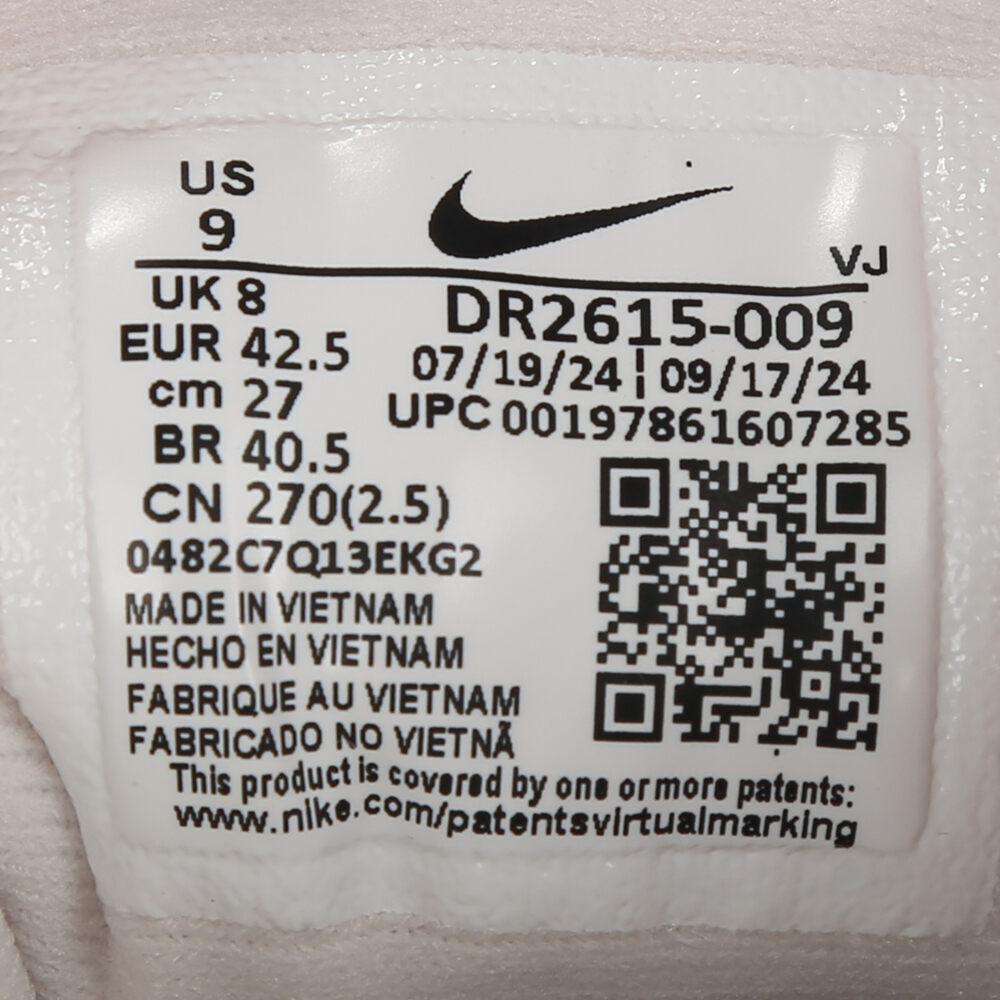 US
9
VJ
UK 8
DR2615-009
EUR 42.5
07/19/24 | 09/17/24
cm 27
UPC 00197861607285
BR 40.5
CN 270(2.5)
0482C7Q13EKG2
MADE IN VIETNAM
HECHO EN VIETNAM
FABRIQUE AU VIETNAM
FABRICADO NO VIETNÃ
This product is covered by one or more patents:
www.nike.com/patentsvirtualmarking